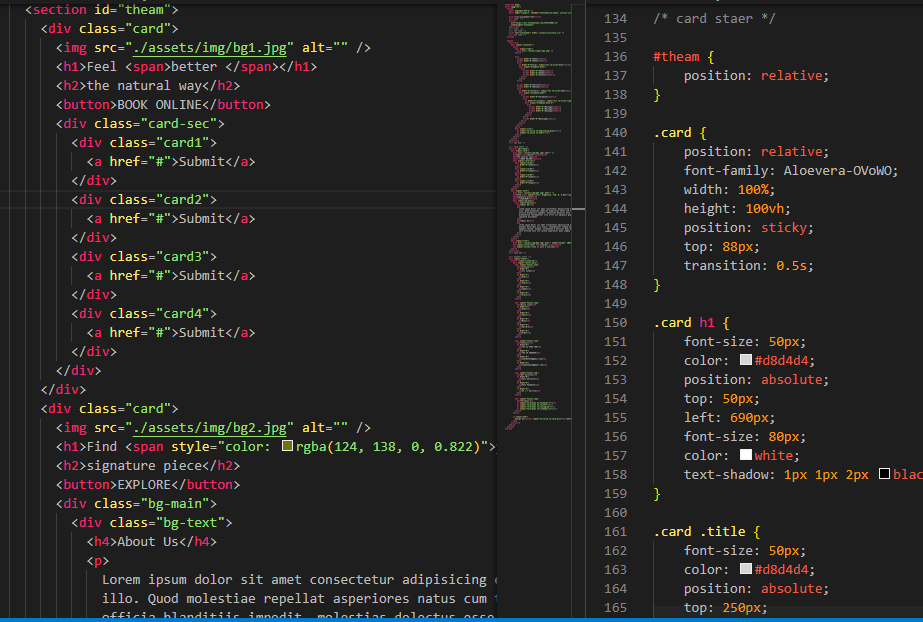 <section id="theam">
<div class="card">
<img src="./assets/img/bg1.jpg" alt="" />
<h1>Feel <span>better </span></h1>
<h2>the natural way</h2>
<button>BOOK ONLINE</button>
<div class="card-sec">
<div class="card1">
<a href="#">Submit</a>
</div>
<div class="card2">
<a href="#">Submit</a>
</div>
<div class="card3">
<a href="#">Submit</a>
</div>
<div class="card4">
<a href="#">Submit</a>
</div>
</div>
</div>
<div class="card">
<img src="./assets/img/bg2.jpg" alt="" />
<h1>Find <span style="color: rgba(124, 138, 0, 0.822)">
<h2>signature piece</h2>
<button>EXPLORE</button>
<div class="bg-main">
<div class="bg-text">
<h4>About Us</h4>
<p>
Lorem ipsum dolor sit amet consectetur adipisicing
illo. Quod molestiae repellat asperiores natus cum
officia blanditiis impedit, molestias delectus esse
134 /* card staer */
135
136 #theam {
137 position: relative;
138 }
139
140 .card {
141 position: relative;
142 font-family: Aloevera-OVoWO;
143 width: 100%;
144 height: 100vh;
145 position: sticky;
146 top: 88px;
147 transition: 0.5s;
148 }
149
150 .card h1 {
151 font-size: 50px;
152 color: #d8d4d4;
153 position: absolute;
154 top: 50px;
155 left: 690px;
156 font-size: 80px;
157 color: white;
158 text-shadow: 1px 1px 2px blac
159 }
160
161 .card .title {
162 font-size: 50px;
163 color: #d8d4d4;
164 position: absolute;
165 top: 250px;